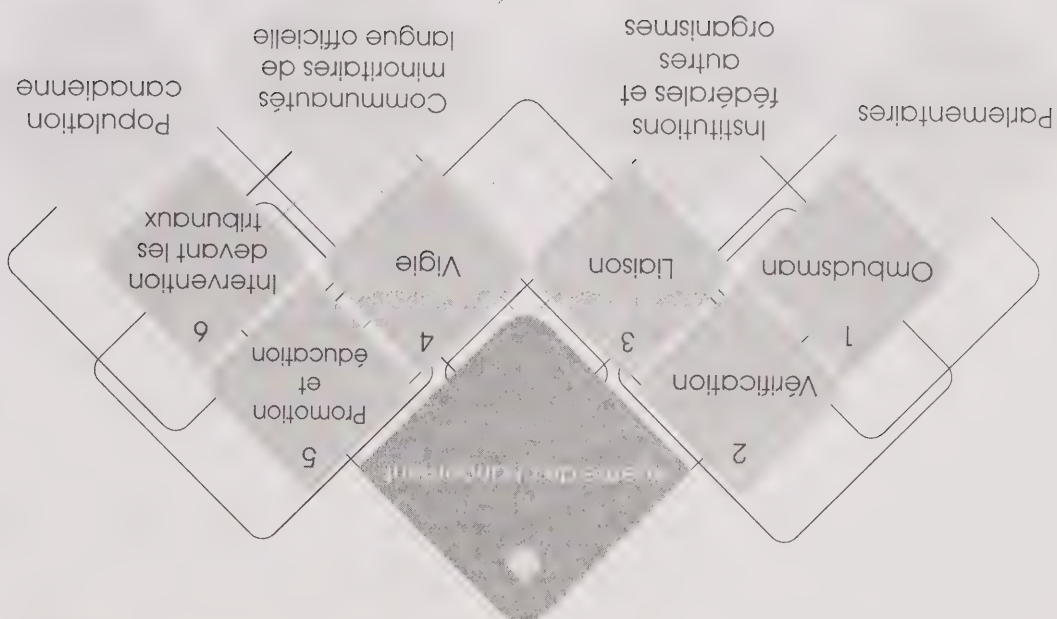 1
Ombudsman
2
Vérification
3
Liaison
4
Vigie
5
Promotion
et
éducation
6
Intervention
devant les
tribunaux
Parlementaires
Institutions
fédérales et
autres
organismes
Communautés
minoritaires de
langue officielle
Population
canadienne